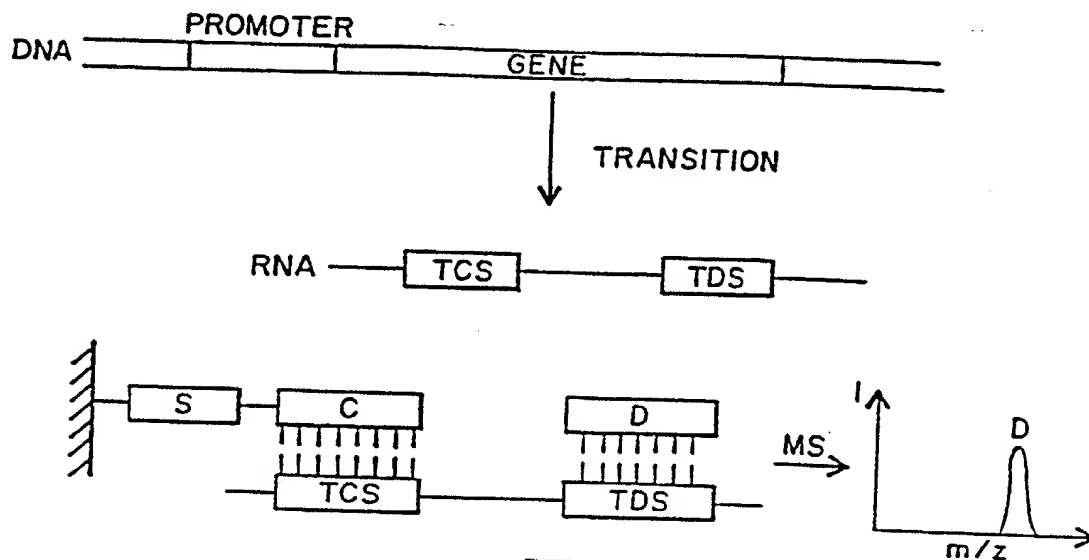 PROMOTER
DNA
GENE
TRANSITION
RNA
TCS
TDS
S
C
D
TCS
TDS
MS
I
D
m/z